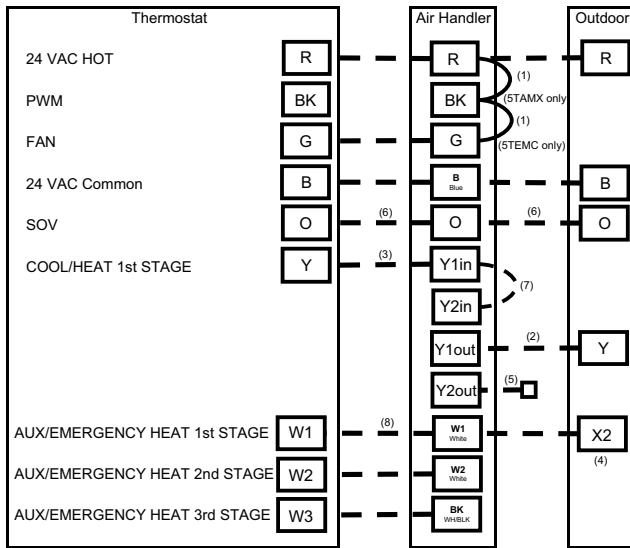 Thermostat
Air Handler
Outdoor
24 VAC HOT
R
R
R
(1)
PWM
BK
BK
(5TAMX only
(1)
FAN
G
G
(5TEMC only)
24 VAC Common
B
B
Blue
B
SOV
O
(6)
O
(6)
O
COOL/HEAT 1st STAGE
Y
(3)
Y1in
(7)
Y2in
Y1out
(2)
Y
Y2out
(5)
AUX/EMERGENCY HEAT 1st STAGE
W1
(8)
W1
White
X2
(4)
AUX/EMERGENCY HEAT 2nd STAGE
W2
W2
White
AUX/EMERGENCY HEAT 3rd STAGE
W3
BK
WH/BLK